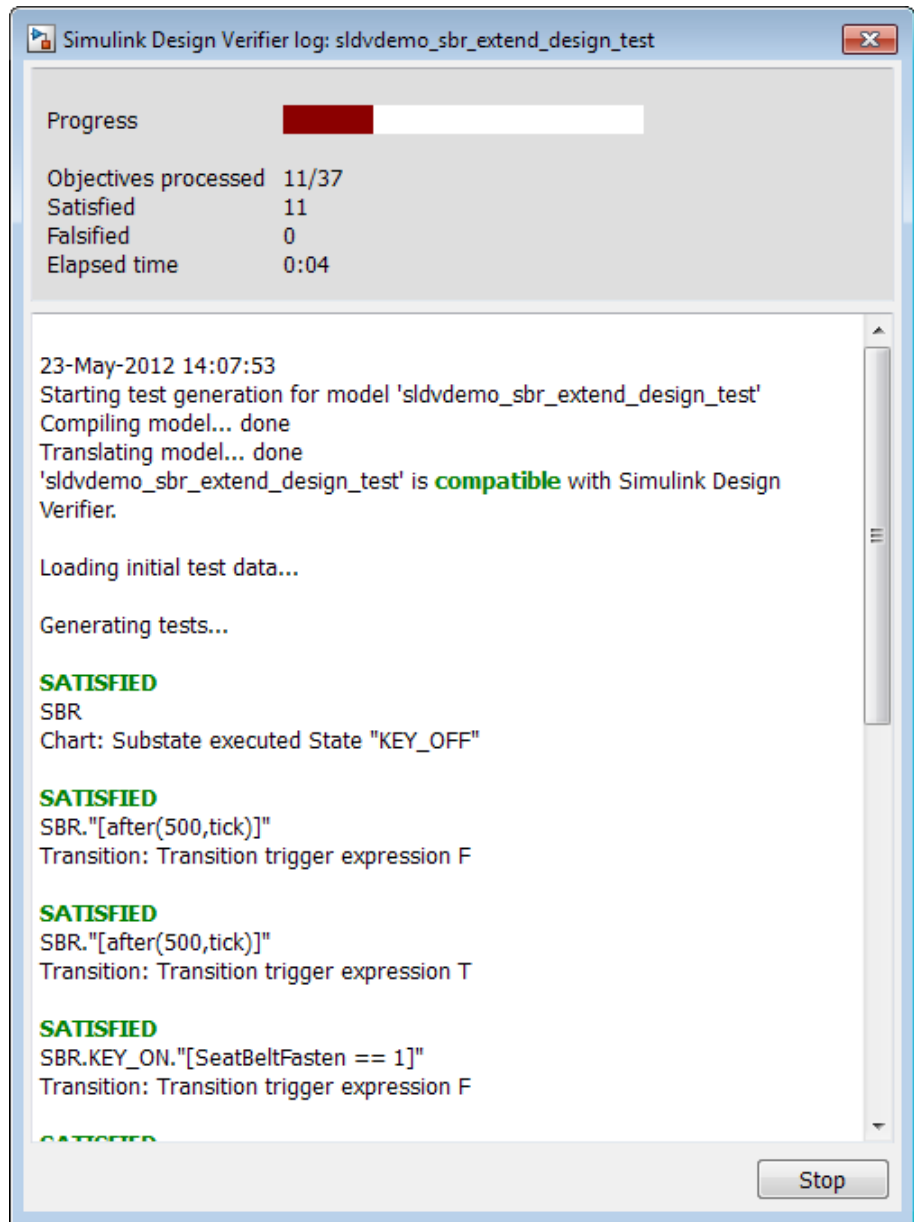 Simulink Design Verifier log: sldvdemo_sbr_extend_design_test
Progress
Objectives processed 11/37
Satisfied 11
Falsified 0
Elapsed time 0:04
23-May-2012 14:07:53
Starting test generation for model 'sldvdemo_sbr_extend_design_test'
Compiling model... done
Translating model... done
'sldvdemo_sbr_extend_design_test' is compatible with Simulink Design
Verifier.
Loading initial test data...
Generating tests...
SATISFIED
SBR
Chart: Substate executed State "KEY_OFF"
SATISFIED
SBR."[after(500,tick)]"
Transition: Transition trigger expression F
SATISFIED
SBR."[after(500,tick)]"
Transition: Transition trigger expression T
SATISFIED
SBR.KEY_ON."[SeatBeltFasten == 1]"
Transition: Transition trigger expression F
SATISFIED
Stop